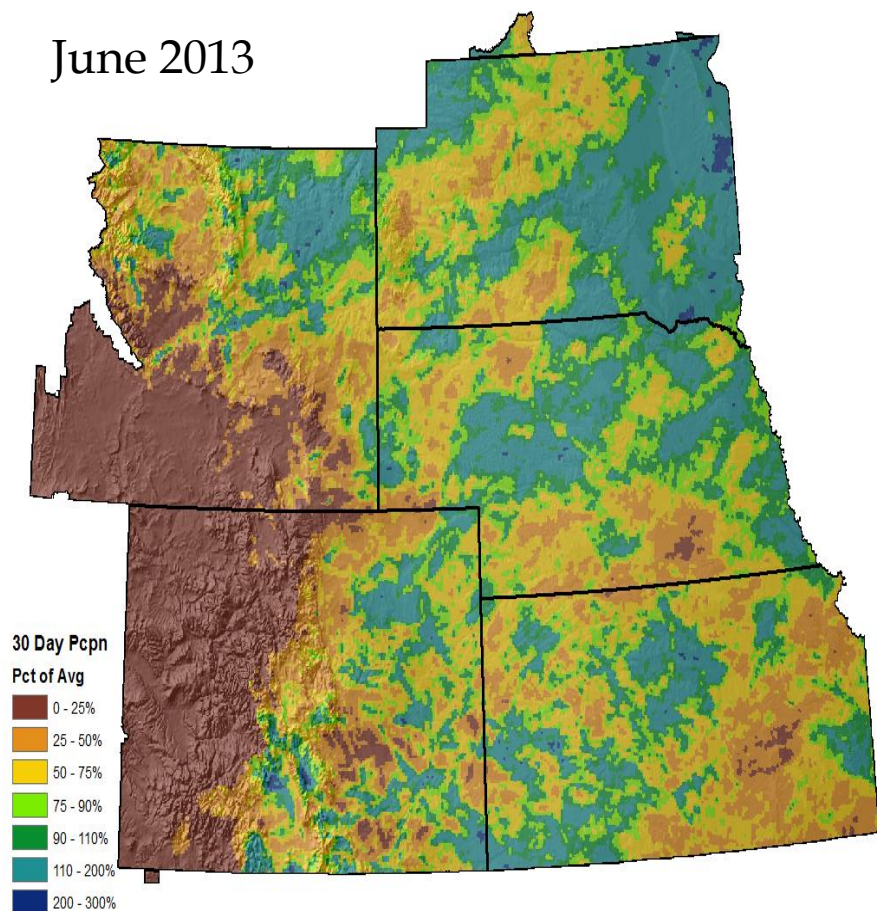 June 2013
30 Day Pcpn
Pct of Avg
0 - 25%
25 - 50%
50 - 75%
75 - 90%
90 - 110%
110 - 200%
200 - 300%